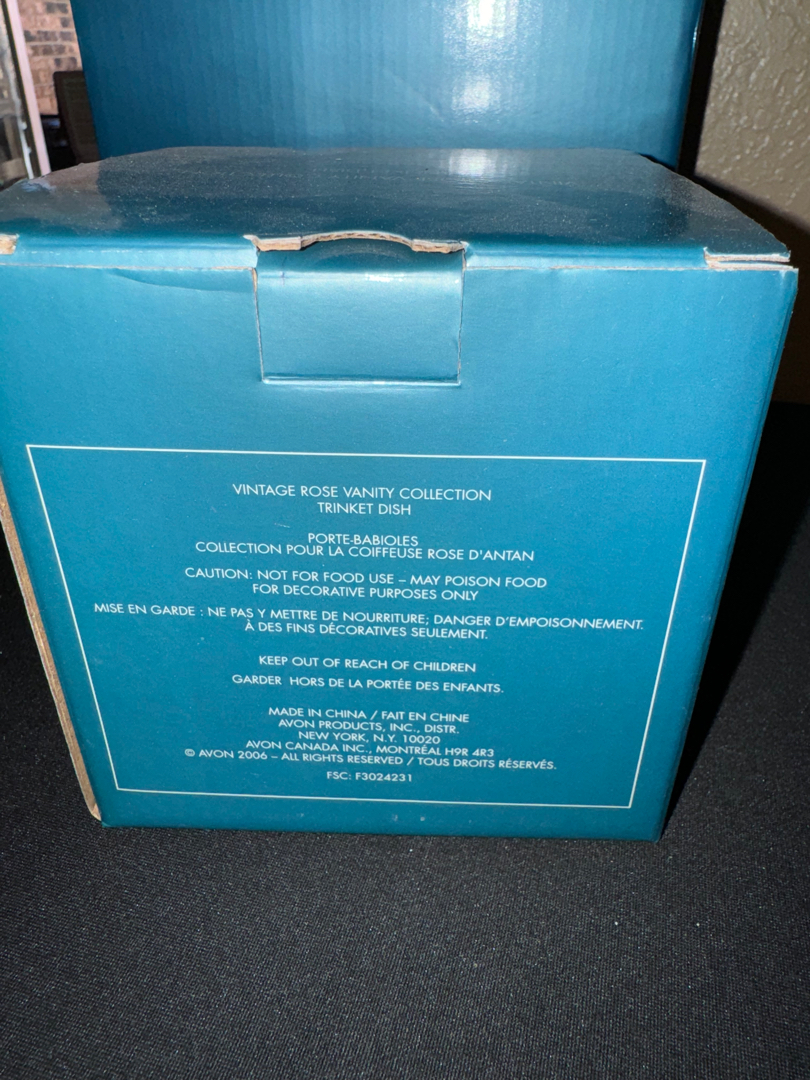 VINTAGE ROSE VANITY COLLECTION
TRINKET DISH
PORTE-BABIOLES
COLLECTION POUR LA COIFFEUSE ROSE D'ANTAN
CAUTION: NOT FOR FOOD USE – MAY POISON FOOD
FOR DECORATIVE PURPOSES ONLY
MISE EN GARDE : NE PAS Y METTRE DE NOURRITURE; DANGER D'EMPOISONNEMENT.
À DES FINS DÉCORATIVES SEULEMENT.
KEEP OUT OF REACH OF CHILDREN
GARDER HORS DE LA PORTÉE DES ENFANTS.
MADE IN CHINA / FAIT EN CHINE
AVON PRODUCTS, INC., DISTR.
NEW YORK, N.Y. 10020
AVON CANADA INC., MONTRÉAL H9R 4R3
© AVON 2006 – ALL RIGHTS RESERVED / TOUS DROITS RÉSERVÉS.
FSC: F3024231